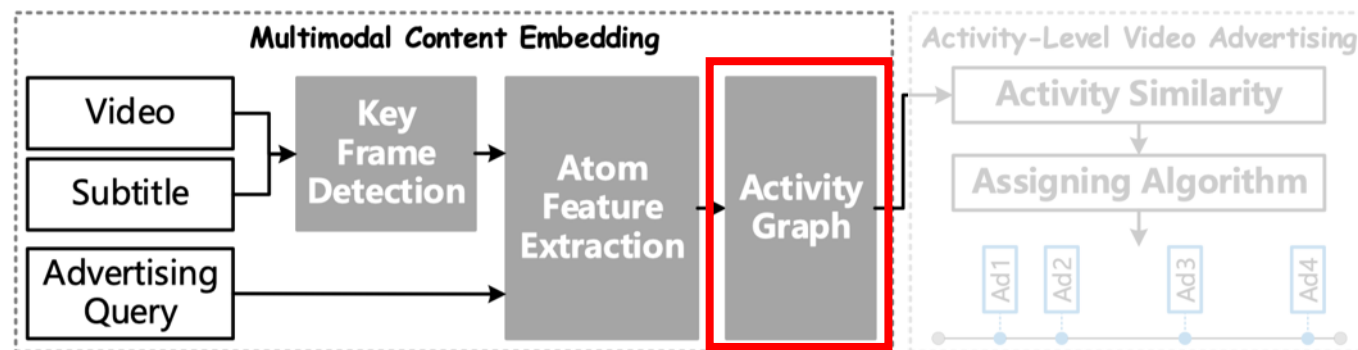 Multimodal Content Embedding
Video
Subtitle
Advertising
Query
Key
Frame
Detection
Atom
Feature
Extraction
Activity
Graph
Activity-Level Video Advertising
Activity Similarity
Assigning Algorithm
Ad1
Ad2
Ad3
Ad4